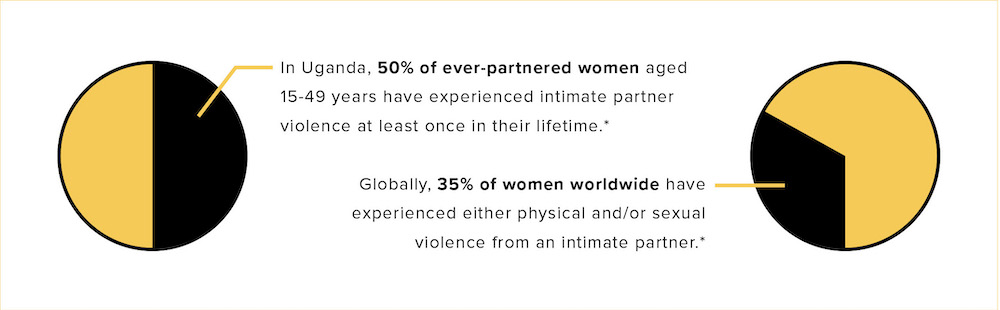 In Uganda, 50% of ever-partnered women aged
15-49 years have experienced intimate partner
violence at least once in their lifetime.*
Globally, 35% of women worldwide have
experienced either physical and/or sexual
violence from an intimate partner.*